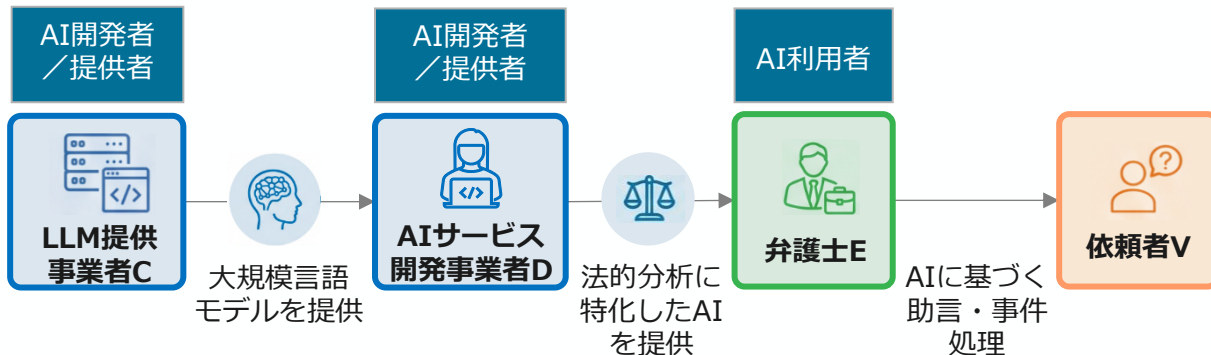 AI開発者
／提供者
AI開発者
／提供者
AI利用者
LLM提供
事業者C
大規模言語
モデルを提供
</>
AIサービス
開発事業者D
</>
法的分析に
特化したAI
を提供
弁護士E
AIに基づく
助言・事件
処理
?
依頼者V